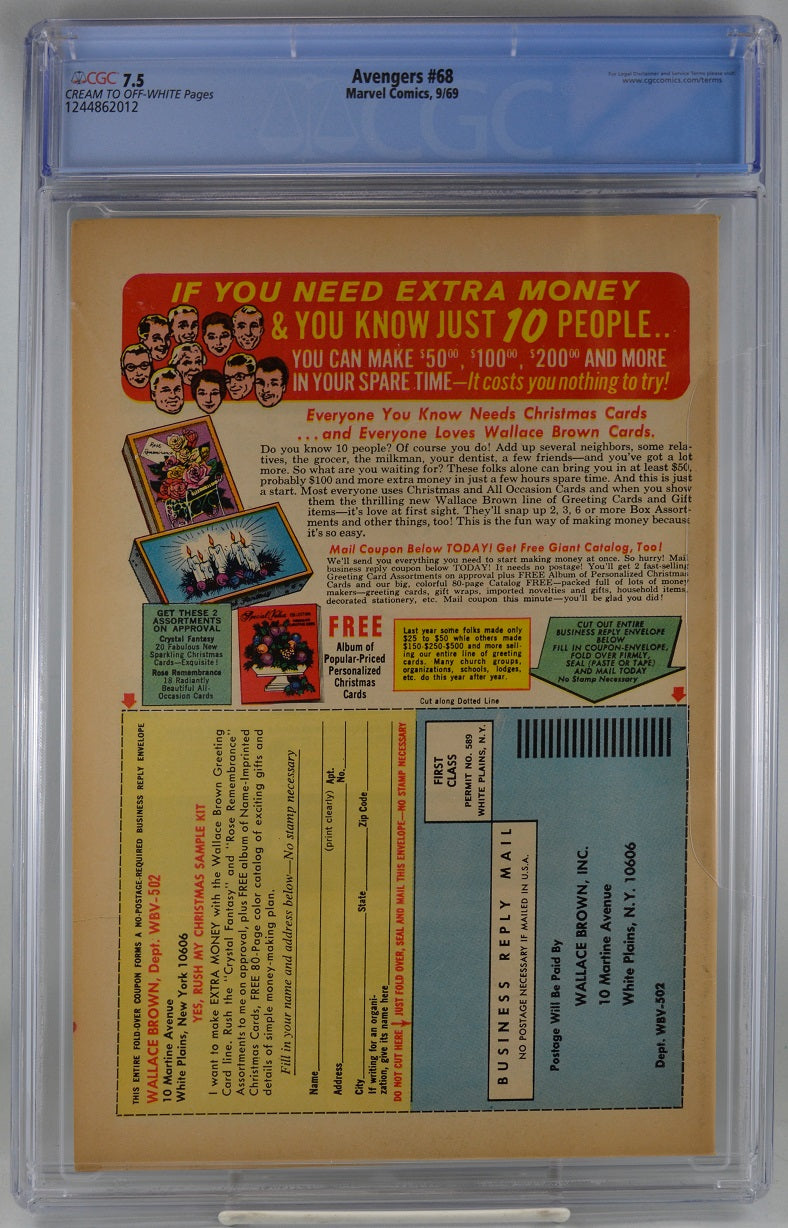 CGC 7.5
CREAM TO OFF-WHITE Pages
1244862012
Avengers #68
Marvel Comics, 9/69
For Legal Disclaimer and Service Terms please visit
www.cgccomics.com/terms
CGC
IF YOU NEED EXTRA MONEY
& YOU KNOW JUST 10 PEOPLE..
YOU CAN MAKE $50⁰⁰, $100⁰⁰, $200⁰⁰ AND MORE
IN YOUR SPARE TIME—It costs you nothing to try!
Everyone You Know Needs Christmas Cards
...and Everyone Loves Wallace Brown Cards.
Do you know 10 people? Of course you do! Add up several neighbors, some rela-
tives, the grocer, the milkman, your dentist, a few friends—and you've got a lot
more. So what are you waiting for? These folks alone can bring you in at least $50,
probably $100 and more extra money in just a few hours spare time. And this is just
a start. Most everyone uses Christmas and All Occasion Cards and when you show
them the thrilling new Wallace Brown line of Greeting Cards and Gift
items—it's love at first sight. They'll snap up 2, 3, 6 or more Box Assort-
ments and other things, too! This is the fun way of making money because
it's so easy.
Mail Coupon Below TODAY! Get Free Giant Catalog, Too!
We'll send you everything you need to start making money at once. So hurry! Mail
business reply coupon below TODAY! It needs no postage! You'll get 2 fast-selling
Greeting Card Assortments on approval plus FREE Album of Personalized Christmas
Cards and our big, colorful 80-page Catalog FREE—packed full of lots of money
makers—greeting cards, gift wraps, imported novelties and gifts, household items,
decorated stationery, etc. Mail coupon this minute—you'll be glad you did!
GET THESE 2
ASSORTMENTS
ON APPROVAL
Crystal Fantasy
20 Fabulous New
Sparkling Christmas
Cards—Exquisite!
Rose Remembrance
18 Radiantly
Beautiful All-
Occasion Cards
Special Value
FREE
Album of
Popular-Priced
Personalized
Christmas
Cards
Last year some folks made only
$25 to $50 while others made
$150-$250-$500 and more sell-
ing our entire line of greeting
cards. Many church groups,
organizations, schools, lodges,
etc. do this year after year.
CUT OUT ENTIRE
BUSINESS REPLY ENVELOPE
BELOW
FILL IN COUPON-ENVELOPE,
FOLD OVER FIRMLY,
SEAL (PASTE OR TAPE)
AND MAIL TODAY
No Stamp Necessary
Cut along Dotted Line
THIS ENTIRE FOLD-OVER COUPON FORMS A NO-POSTAGE-REQUIRED BUSINESS REPLY ENVELOPE
WALLACE BROWN, Dept. WBV-502
10 Martine Avenue
White Plains, New York 10606
YES, RUSH MY CHRISTMAS SAMPLE KIT
I want to make EXTRA MONEY with the Wallace Brown Greeting
Card line. Rush the "Crystal Fantasy" and "Rose Remembrance"
Assortments to me on approval, plus FREE album of Name-Imprinted
Christmas Cards, FREE 80-Page color catalog of exciting gifts and
details of simple money-making plan.
Fill in your name and address below—No stamp necessary
Name
(print clearly)
Address Apt. No.
City State Zip Code
If writing for an organi-
zation, give its name here
DO NOT CUT HERE JUST FOLD OVER, SEAL AND MAIL THIS ENVELOPE—NO STAMP NECESSARY
FIRST
CLASS
PERMIT NO. 589
WHITE PLAINS, N.Y.
BUSINESS REPLY MAIL
NO POSTAGE NECESSARY IF MAILED IN U.S.A.
Postage Will Be Paid By
WALLACE BROWN, INC.
10 Martine Avenue
White Plains, N.Y. 10606
Dept. WBV-502